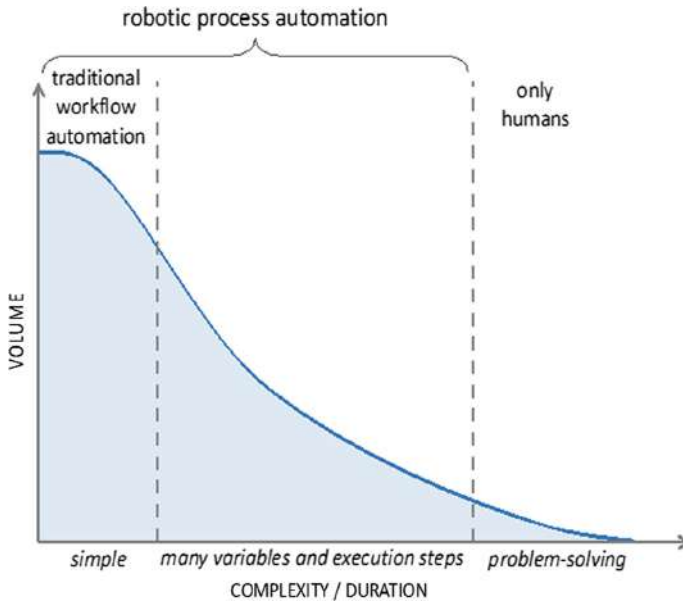 robotic process automation
traditional
workflow
automation
only
humans
VOLUME
simple
many variables and execution steps
problem-solving
COMPLEXITY / DURATION